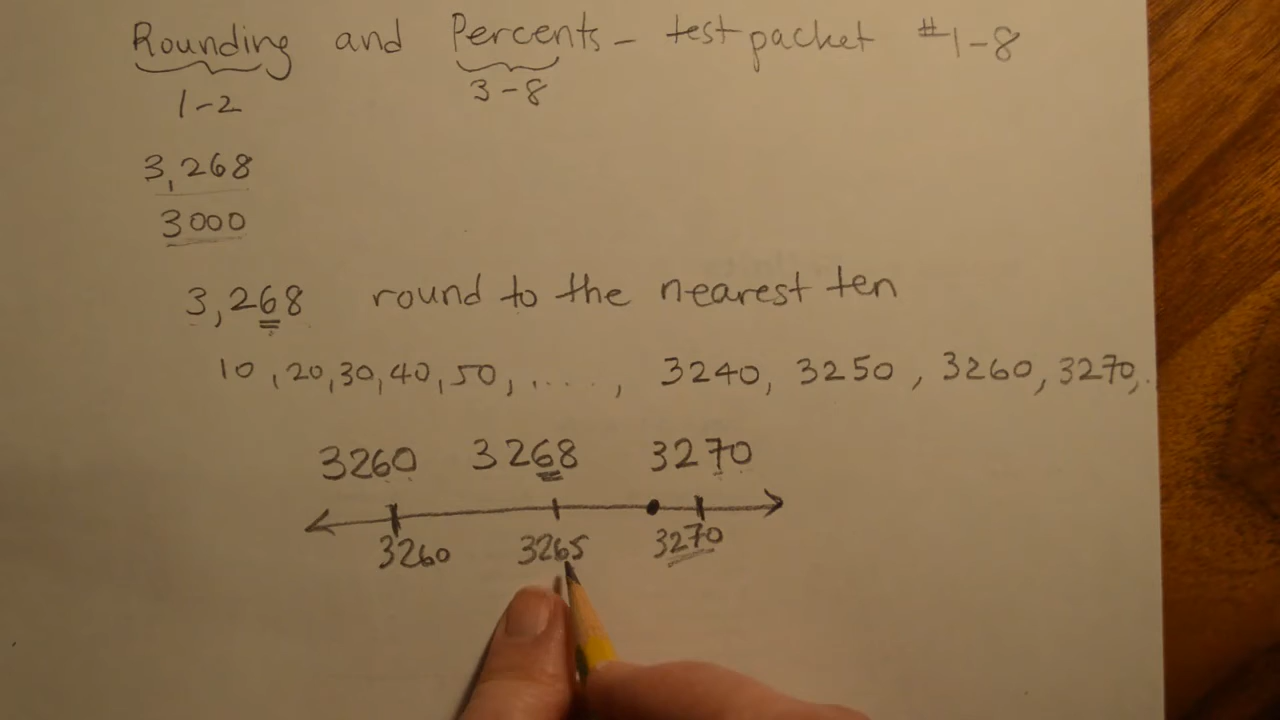 Rounding and Percents - test packet #1-8
1-2 3-8
3,268
3000
3,268 round to the nearest ten
10, 20, 30, 40, 50, ....., 3240, 3250, 3260, 3270, .
3260 3268 3270
3260 3265 3270